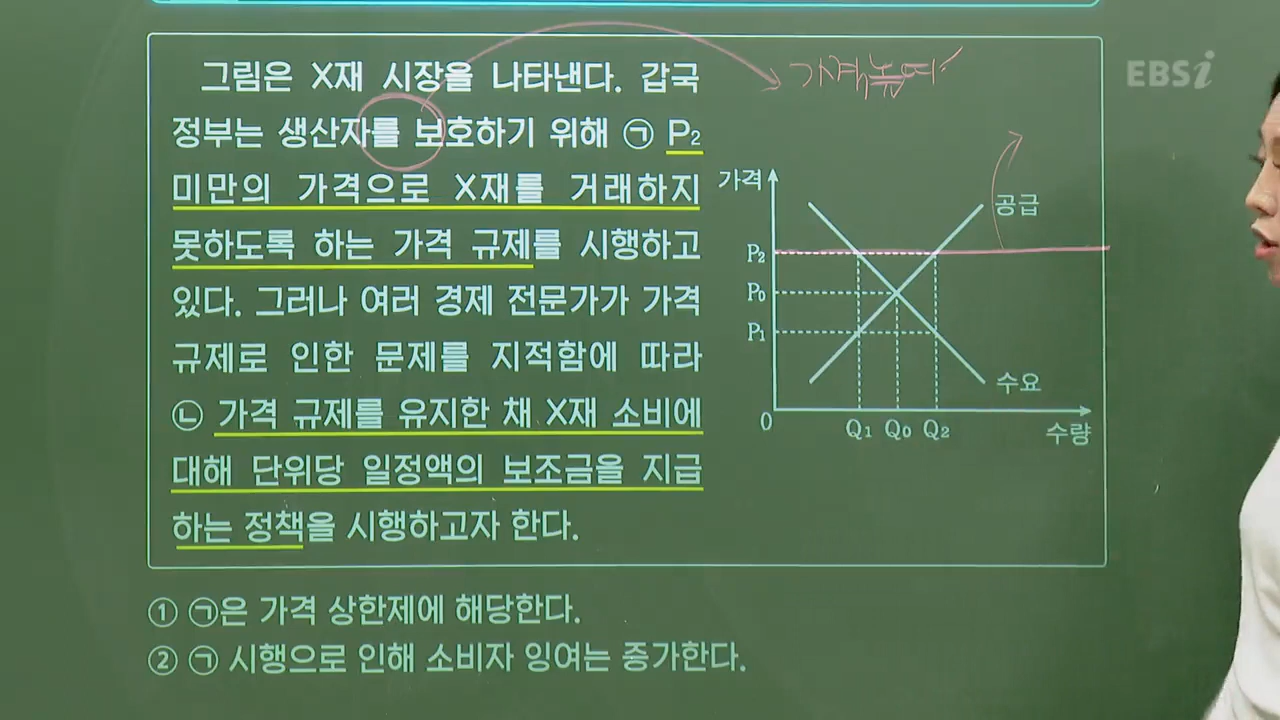 EBSi
가격높여!
그림은 X재 시장을 나타낸다. 갑국
정부는 생산자를 보호하기 위해 ㉠ P₂
미만의 가격으로 X재를 거래하지
못하도록 하는 가격 규제를 시행하고
있다. 그러나 여러 경제 전문가가 가격
규제로 인한 문제를 지적함에 따라
㉡ 가격 규제를 유지한 채 X재 소비에
대해 단위당 일정액의 보조금을 지급
하는 정책을 시행하고자 한다.
가격
공급
P₂
P₀
P₁
수요
0
Q₁ Q₀ Q₂
수량
① ㉠은 가격 상한제에 해당한다.
② ㉠ 시행으로 인해 소비자 잉여는 증가한다.